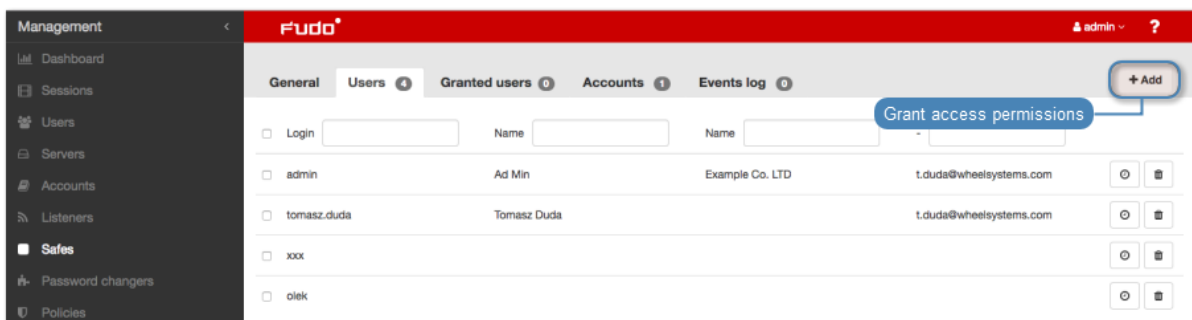 Management
Fudo
admin
?
Dashboard
Sessions
Users
Servers
Accounts
Listeners
Safes
Password changers
Policies
General Users 4 Granted users 0 Accounts 1 Events log 0
+ Add
Grant access permissions
Login Name Name -
admin Ad Min Example Co. LTD t.duda@wheelsystems.com
tomasz.duda Tomasz Duda t.duda@wheelsystems.com
xxx
olek